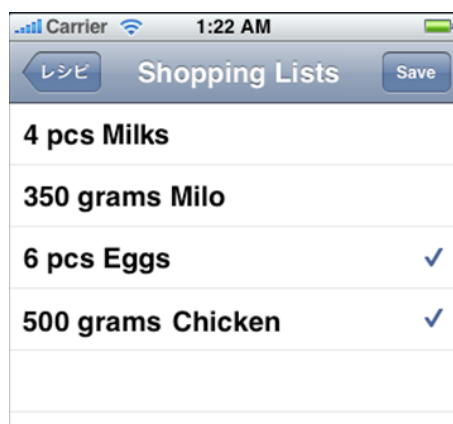 Carrier 1:22 AM
レシピ Shopping Lists Save
4 pcs Milks
350 grams Milo
6 pcs Eggs
500 grams Chicken